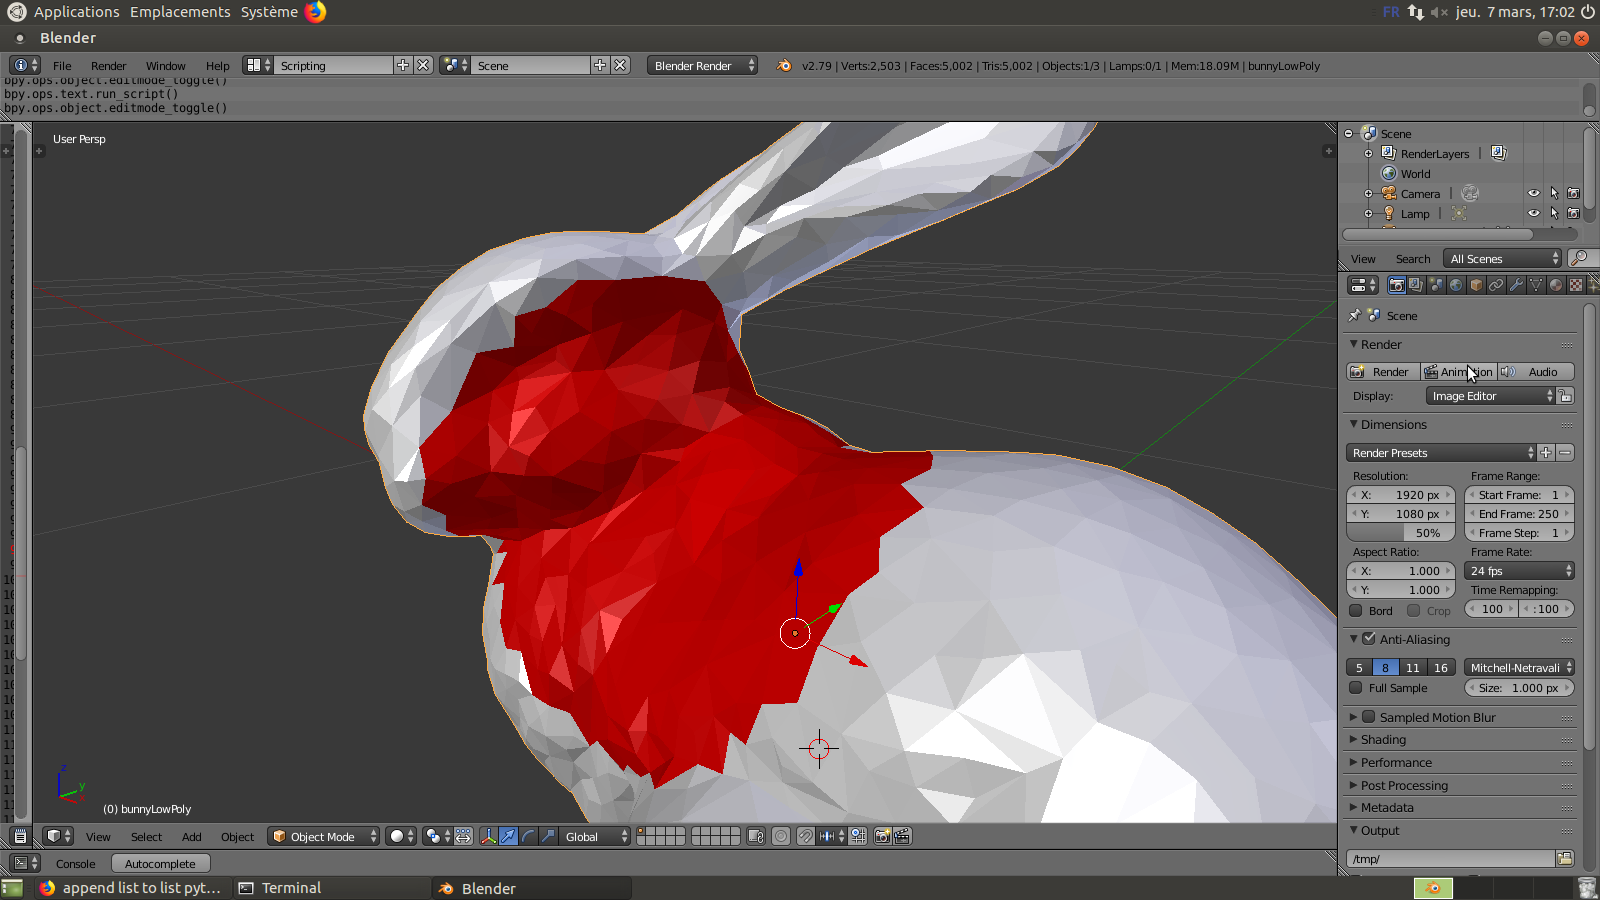 Applications Emplacements Système FR jeu. 7 mars, 17:02
Blender
File Render Window Help Scripting Scene Blender Render v2.79 | Verts:2,503 | Faces:5,002 | Tris:5,002 | Objects:1/3 | Lamps:0/1 | Mem:18.09M | bunnyLowPoly
bpy.ops.object.editmode_toggle()
bpy.ops.text.run_script()
bpy.ops.object.editmode_toggle()
User Persp
Scene
RenderLayers
World
Camera
Lamp
View Search All Scenes
Scene
Render
Render Animation Audio
Display: Image Editor
Dimensions
Render Presets
Resolution: Frame Range:
X: 1920 px Start Frame: 1
Y: 1080 px End Frame: 250
50% Frame Step: 1
Aspect Ratio: Frame Rate:
X: 1.000 24 fps
Y: 1.000 Time Remapping:
Bord Crop 100 :100
Anti-Aliasing
5 8 11 16 Mitchell-Netravali
Full Sample Size: 1.000 px
Sampled Motion Blur
Shading
Performance
Post Processing
Metadata
Output
/tmp/
z
y
(0) bunnyLowPoly
View Select Add Object Object Mode Global
Console Autocomplete
append list to list pyt... Terminal Blender